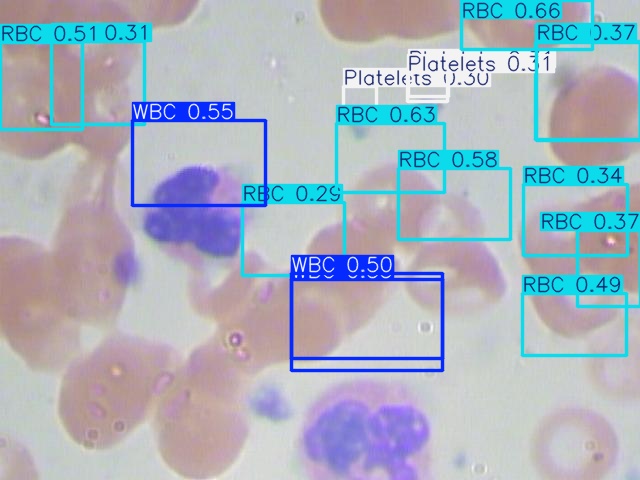 RBC 0.66
RBC 0.37
RBC 0.51
0.31
Platelets 0.31
Platelets 0.30
WBC 0.55
RBC 0.63
RBC 0.58
RBC 0.34
RBC 0.29
RBC 0.37
WBC 0.50
RBC 0.49